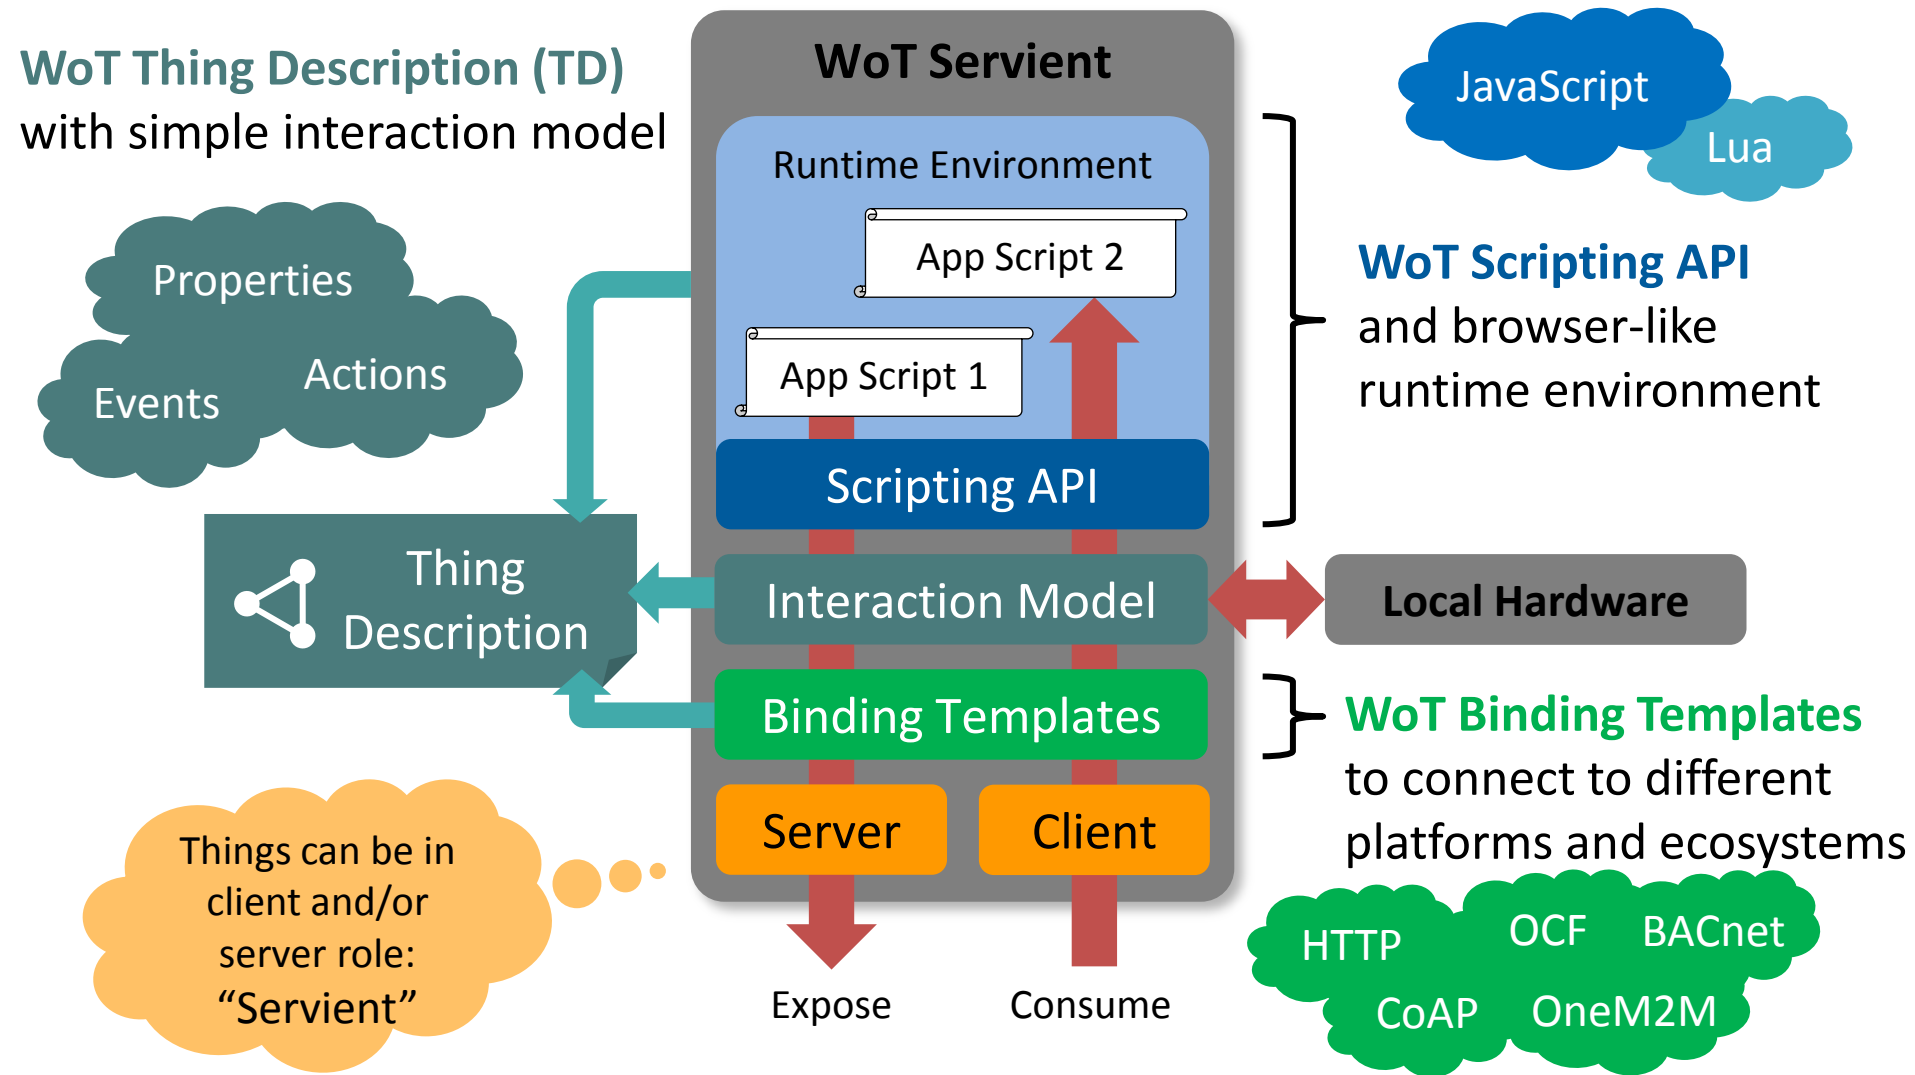 WoT Thing Description (TD)
with simple interaction model
Properties
Actions
Events
Thing
Description
Things can be in
client and/or
server role:
“Servient”
WoT Servient
Runtime Environment
App Script 2
App Script 1
Scripting API
Interaction Model
Binding Templates
Server
Client
Expose
Consume
JavaScript
Lua
WoT Scripting API
and browser-like
runtime environment
Local Hardware
WoT Binding Templates
to connect to different
platforms and ecosystems
HTTP
OCF
BACnet
CoAP
OneM2M